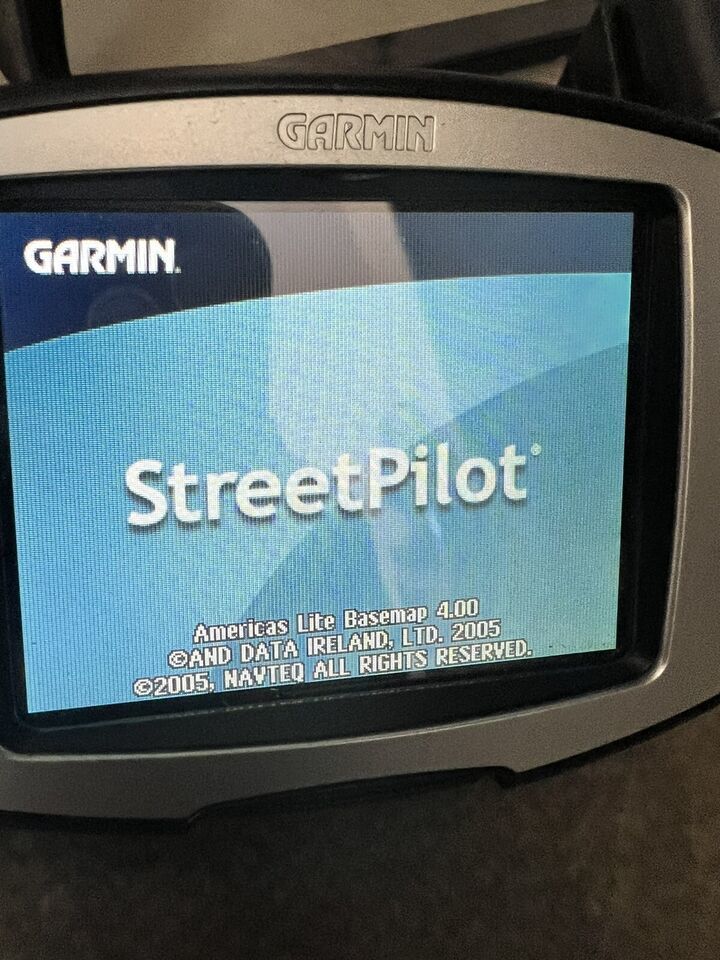 GARMIN
GARMIN.
StreetPilot®
Americas Lite Basemap 4.00
©AND DATA IRELAND, LTD. 2005
©2005, NAVTEQ ALL RIGHTS RESERVED.